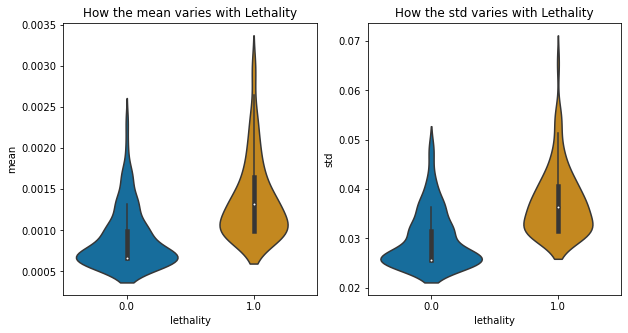 How the mean varies with Lethality
mean
0.0035
0.0030
0.0025
0.0020
0.0015
0.0010
0.0005
0.0
1.0
lethality
How the std varies with Lethality
std
0.07
0.06
0.05
0.04
0.03
0.02
0.0
1.0
lethality